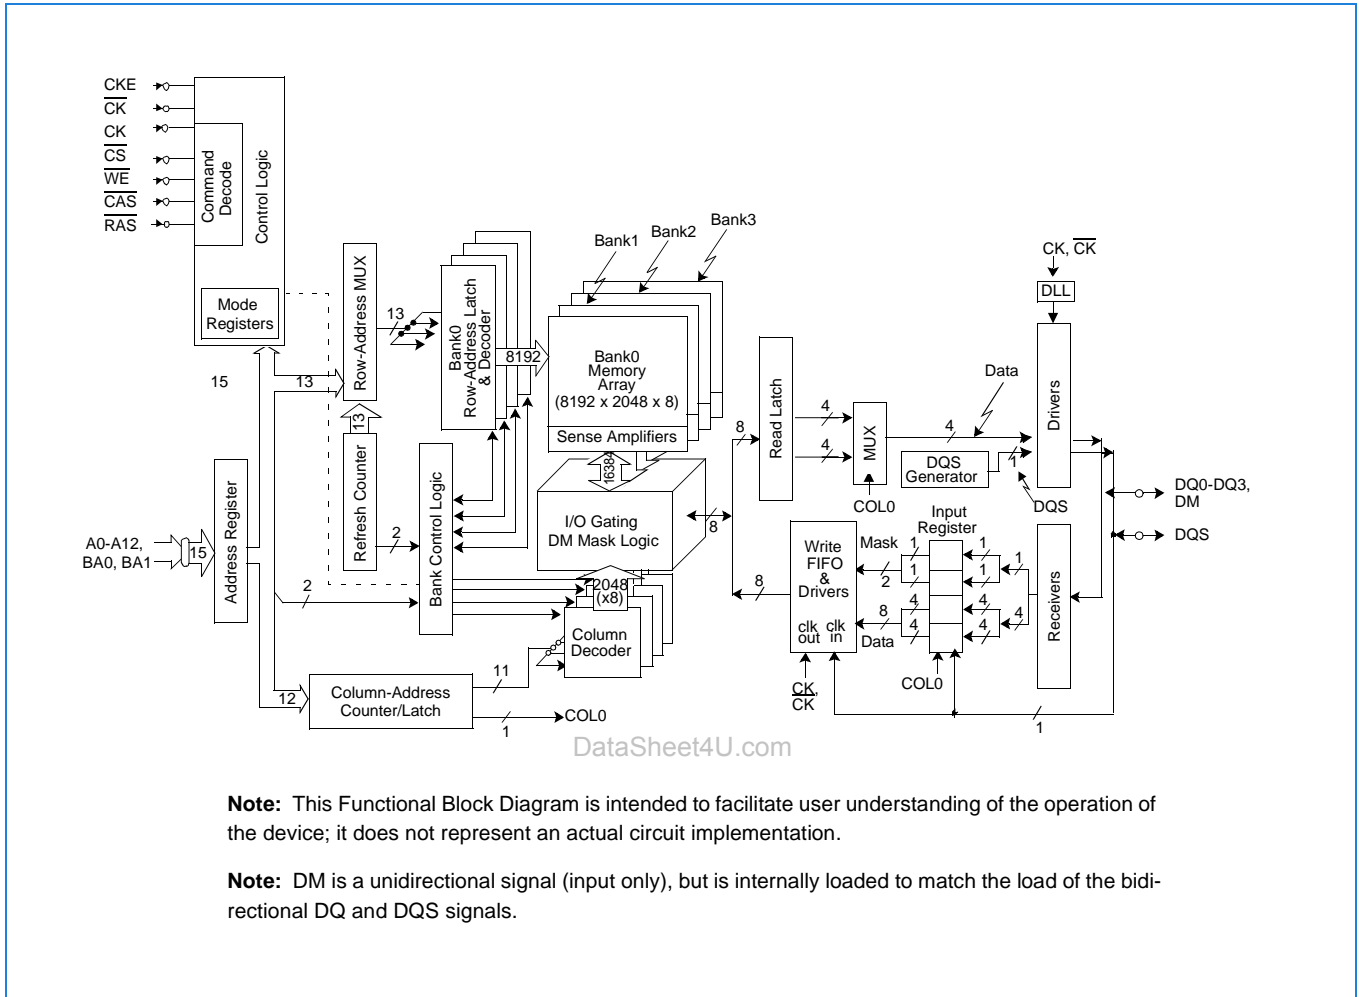 CKE
CK
CK
CS
WE
CAS
RAS
Command
Decode
Control Logic
Mode
Registers
15
13
Row-Address MUX
13
Refresh Counter
13
Bank0
Row-Address Latch
& Decoder
8192
Bank1
Bank2
Bank3
Bank0
Memory
Array
(8192 x 2048 x 8)
Sense Amplifiers
16384
I/O Gating
DM Mask Logic
8
2048
(x8)
Column
Decoder
Bank Control Logic
2
2
A0-A12,
BA0, BA1
15
Address Register
12
Column-Address
Counter/Latch
11
1
COL0
8
Read Latch
4
4
MUX
COL0
4
Data
DQS
Generator
1
DQS
CK, CK
DLL
Drivers
DQ0-DQ3,
DM
DQS
Input
Register
Write
FIFO
&
Drivers
clk
out
clk
in
Mask
2
8
Data
8
1
1
4
4
1
1
4
4
1
4
Receivers
COL0
CK,
CK
1
DataSheet4U.com
Note: This Functional Block Diagram is intended to facilitate user understanding of the operation of
the device; it does not represent an actual circuit implementation.
Note: DM is a unidirectional signal (input only), but is internally loaded to match the load of the bidi-
rectional DQ and DQS signals.